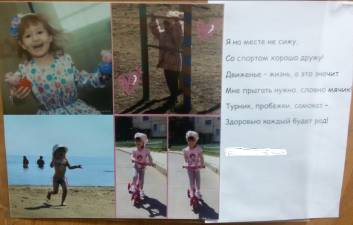 Я на месте не сижу.
Со спортом хорошо дружу!
Движенье - жизнь, а это значит
Мне прыгать нужно, словно мячик
Турник, пробежки, самокат -
Здоровью каждый будет рад!